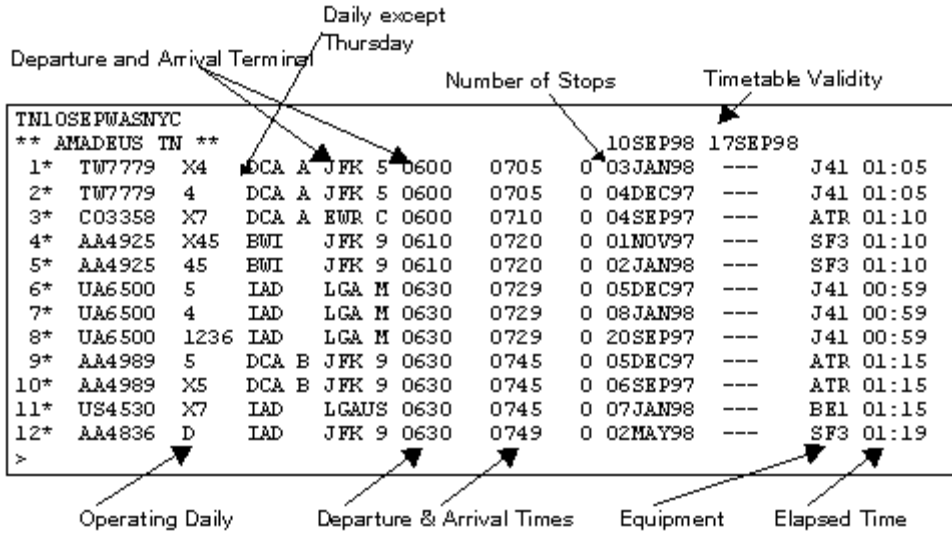 Daily except
Thursday
Departure and Arrival Terminal
Number of Stops
Timetable Validity
TN10SEPWASNYC
** AMADEUS TN ** 10SEP98 17SEP98
1* TW7779 X4 DCA A JFK 5 0600 0705 0 03JAN98 --- J41 01:05
2* TW7779 4 DCA A JFK 5 0600 0705 0 04DEC97 --- J41 01:05
3* CO3358 X7 DCA A EWR C 0600 0710 0 04SEP97 --- ATR 01:10
4* AA4925 X45 BWI JFK 9 0610 0720 0 01NOV97 --- SF3 01:10
5* AA4925 45 BWI JFK 9 0610 0720 0 02JAN98 --- SF3 01:10
6* UA6500 5 IAD LGA M 0630 0729 0 05DEC97 --- J41 00:59
7* UA6500 4 IAD LGA M 0630 0729 0 08JAN98 --- J41 00:59
8* UA6500 1236 IAD LGA M 0630 0729 0 20SEP97 --- J41 00:59
9* AA4989 5 DCA B JFK 9 0630 0745 0 05DEC97 --- ATR 01:15
10* AA4989 X5 DCA B JFK 9 0630 0745 0 06SEP97 --- ATR 01:15
11* US4530 X7 IAD LGAUS 0630 0745 0 07JAN98 --- BE1 01:15
12* AA4836 D IAD JFK 9 0630 0749 0 02MAY98 --- SF3 01:19
>
Operating Daily
Departure & Arrival Times
Equipment
Elapsed Time